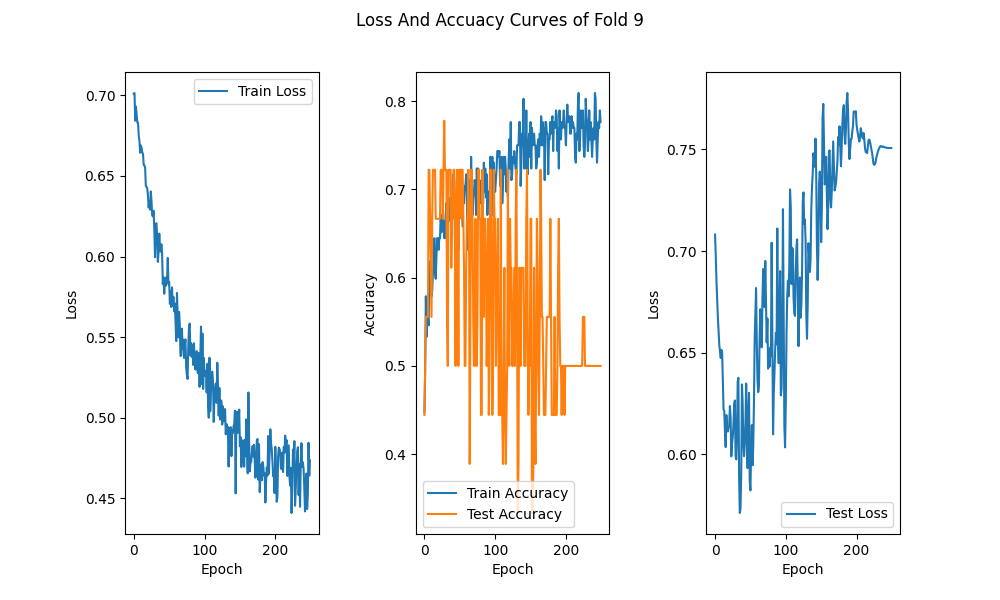 Loss And Accuacy Curves of Fold 9
Train Loss
0.70
0.65
0.60
0.55
0.50
0.45
Loss
0
100
200
Epoch
0.8
0.7
0.6
0.5
0.4
Accuracy
Train Accuracy
Test Accuracy
0
100
200
Epoch
0.75
0.70
0.65
0.60
Loss
Test Loss
0
100
200
Epoch